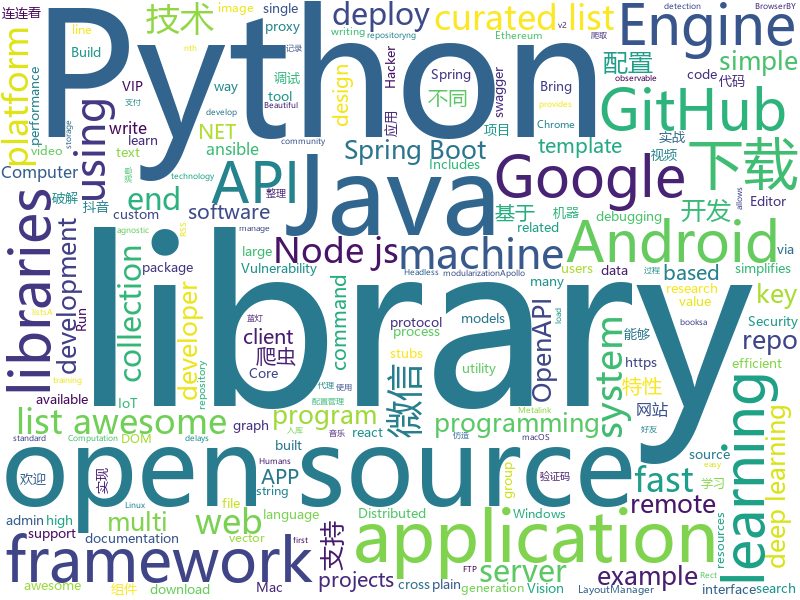 连连看
技术
image
single
deploy
curated list
Engine
detection
BrowserBY
v2
Ethereum
爬取
line
repositoryng
writing
observable
nth
proxy
支付
Build
记录
Python
platform
performance
VIP
way
调试
Hacker
Spring
swagger
配置
simple
storage
tool
design
应用
不同
Bring
code
代码
Beautiful
develop
write
NET
learn
项目
Chrome
provides
GitHub
下载
video
using
ansible
text
community
Spring Boot
template
实战
视频
Computer
破解
API
Java
Includes
Editor
消息
technology
整理
end
Google
基于
机器
开发
allows
抖音
custom
software
related
debugging
agnostic
RSS
manage
libraries
development
collection
Node js
machine
Android
large
Headless
modularizationApollo
users
data
via
simplifies
package
Vulnerability
many
based
research
key
过程
listsA
Run
developer
command
protocol
models
OpenAPI
value
booksa
load
蓝灯
client
process
stubs
微信
system
Security
爬虫
utility
能够
repo
available
IoT
repository
Core
https
efficient
training
代理
使用
特性
配置管理
graph
program
programming
网站
learning
library
list awesome
DOM
react
built
source
standard
Computation
delays
Metalink
仿造
easy
入库
音乐
macOS
好友
欢迎
实现
APP
open source
fast
deep learning
string
Humans
验证码
学习
admin
high
multi
web
file
language
Distributed
Windows
group
remote
resources
support
documentation
vector
Linux
first
支持
application
framework
server
example
awesome
组件
download
Mac
Vision
projects
cross
plain
generation
FTP
LayoutManager
Rect
interface
search